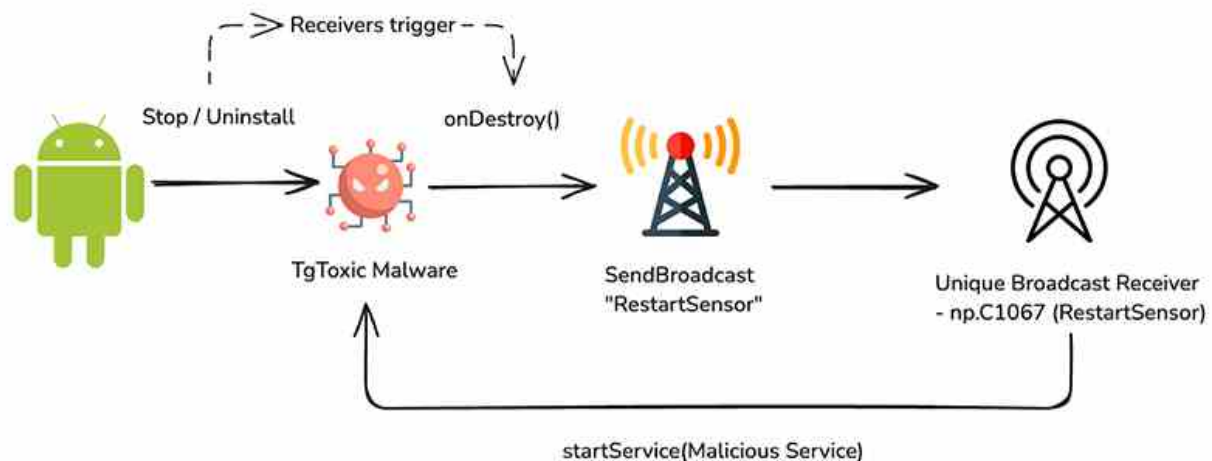 Receivers trigger
Stop / Uninstall
onDestroy()
TgToxic Malware
SendBroadcast
"RestartSensor"
Unique Broadcast Receiver
- np.C1067 (RestartSensor)
startService(Malicious Service)